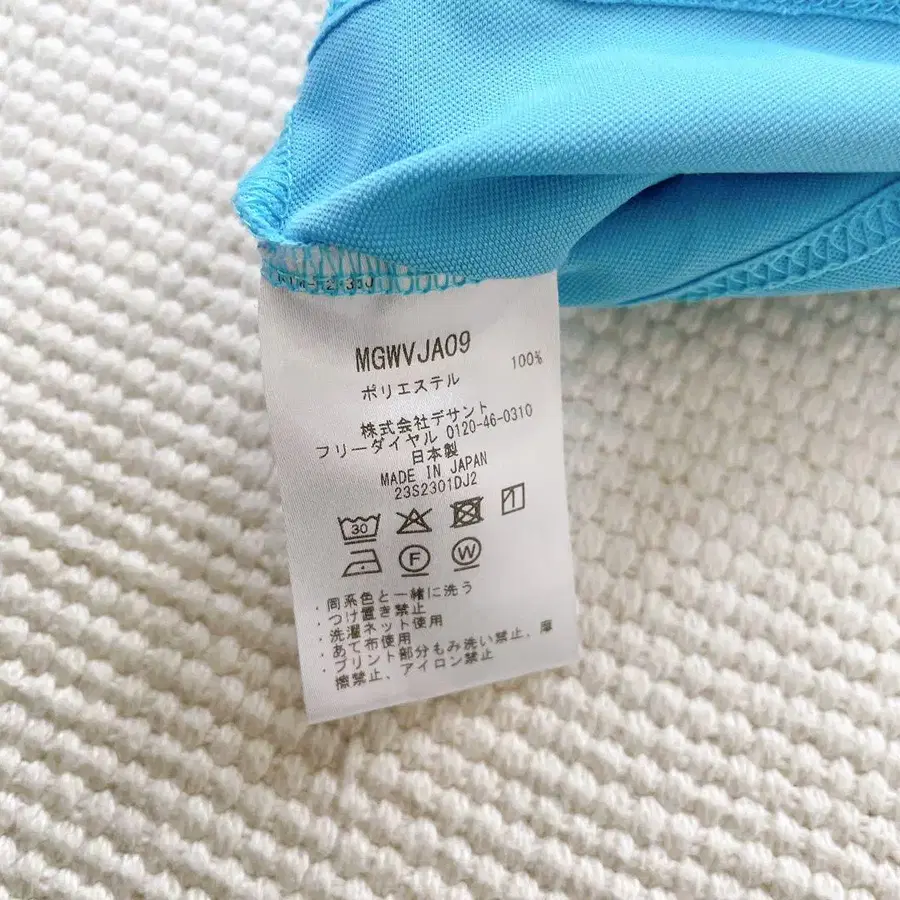 MGWVJA09
ポリエステル 100%
株式会社デサント
フリーダイヤル 0120-46-0310
日本製
MADE IN JAPAN
23S2301DJ2
30
F W
・同系色と一緒に洗う
・つけ置き禁止
・洗濯ネット使用
・あて布使用
・プリント部分もみ洗い禁止、摩
擦禁止、アイロン禁止